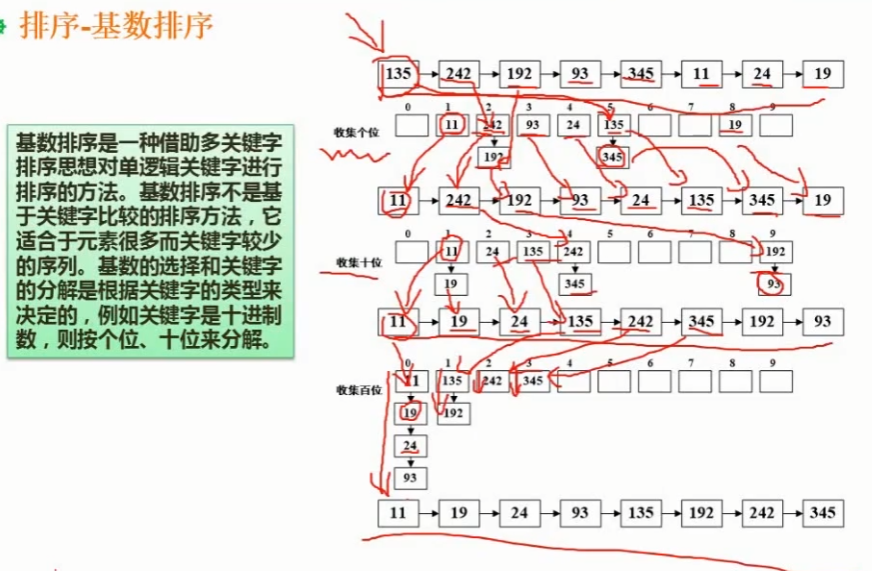 排序-基数排序
基数排序是一种借助多关键字
排序思想对单逻辑关键字进行
排序的方法。基数排序不是基
于关键字比较的排序方法，它
适合于元素很多而关键字较少
的序列。基数的选择和关键字
的分解是根据关键字的类型来
决定的，例如关键字是十进制
数，则按个位、十位来分解。
135 242 192 93 345 11 24 19
0 1 2 3 4 5 6 7 8 9
收集个位 11 242 93 24 135 19
192 345
11 242 192 93 24 135 345 19
0 1 2 3 4 5 6 7 8 9
收集十位 11 24 135 242 192
19 345 93
11 19 24 135 242 345 192 93
0 1 2 3 4 5 6 7 8 9
收集百位 11 135 242 345
19 192
24
93
11 19 24 93 135 192 242 345